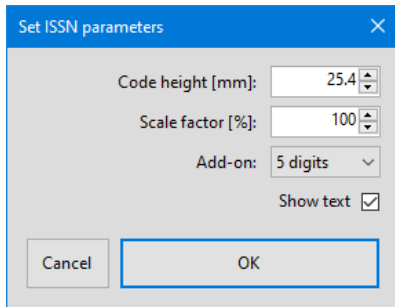 Set ISSN parameters
Code height [mm]: 25.4
Scale factor [%]: 100
Add-on: 5 digits
Show text
Cancel OK